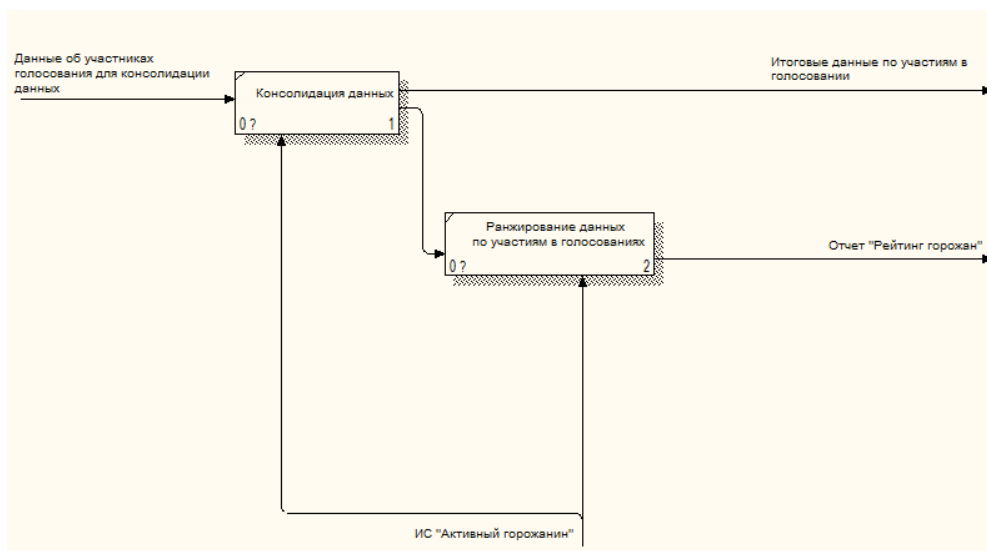 Данные об участниках
голосования для консолидации
данных
Итоговые данные по участиям в
голосовании
Консолидация данных
0 ? 1
Ранжирование данных
по участиям в голосованиях
0 ? 2
Отчет "Рейтинг горожан"
ИС "Активный горожанин"